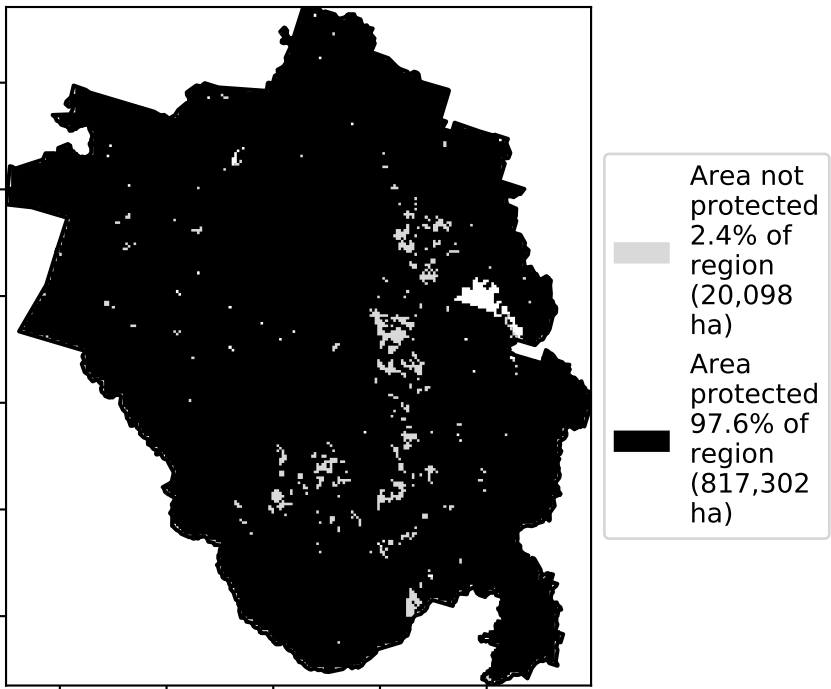 Area not
protected
2.4% of
region
(20,098
ha)
Area
protected
97.6% of
region
(817,302
ha)